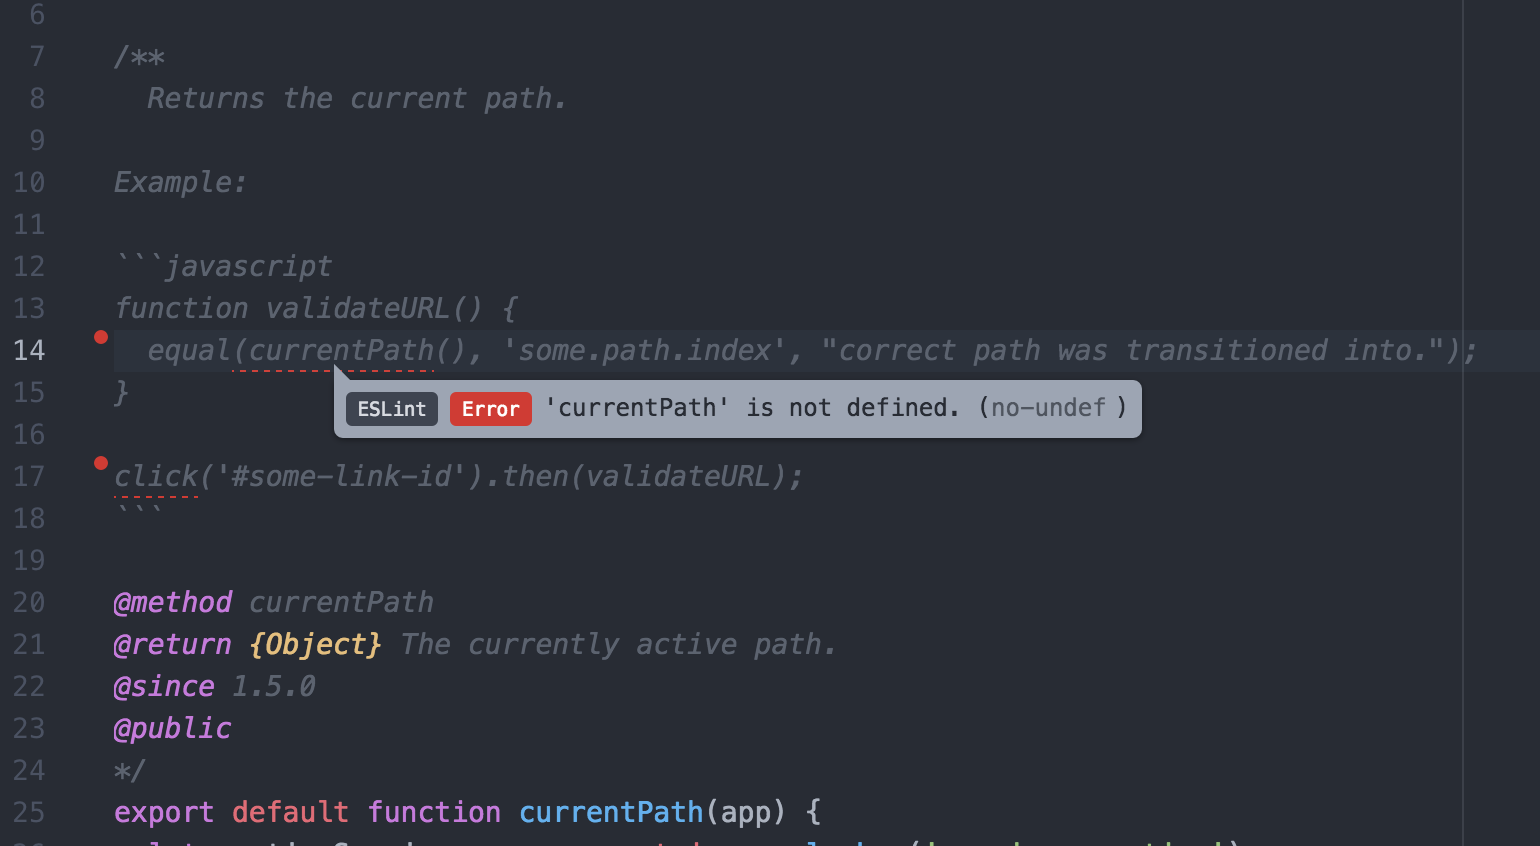 6
7 /**
8 Returns the current path.
9
10 Example:
11
12 ```javascript
13 function validateURL() {
14 equal(currentPath(), 'some.path.index', "correct path was transitioned into.");
15 }
ESLint Error 'currentPath' is not defined. (no-undef )
16
17 click('#some-link-id').then(validateURL);
18 ```
19
20 @method currentPath
21 @return {Object} The currently active path.
22 @since 1.5.0
23 @public
24 */
25 export default function currentPath(app) {